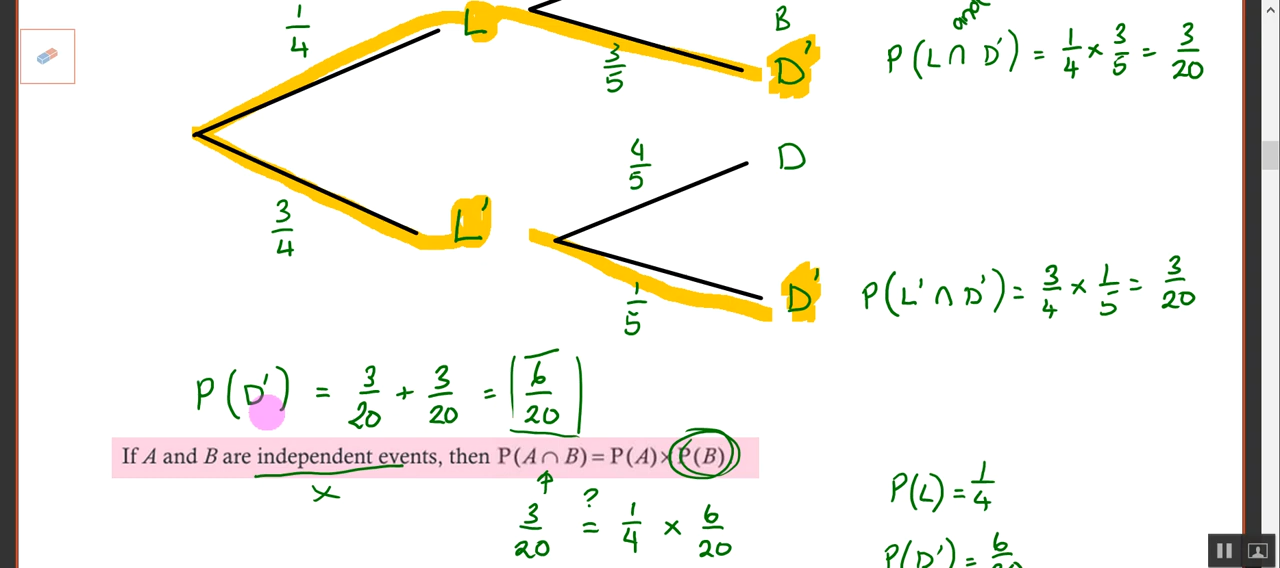 1/4
L
3/5
B
D'
and
P(L ∩ D') = 1/4 × 3/5 = 3/20
4/5
D
3/4
L'
1/5
D'
P(L' ∩ D') = 3/4 × 1/5 = 3/20
P(D') = 3/20 + 3/20 = 6/20
If A and B are independent events, then P(A ∩ B) = P(A) × P(B)
×
3/20 ?= 1/4 × 6/20
P(L) = 1/4
P(D') = 6/20